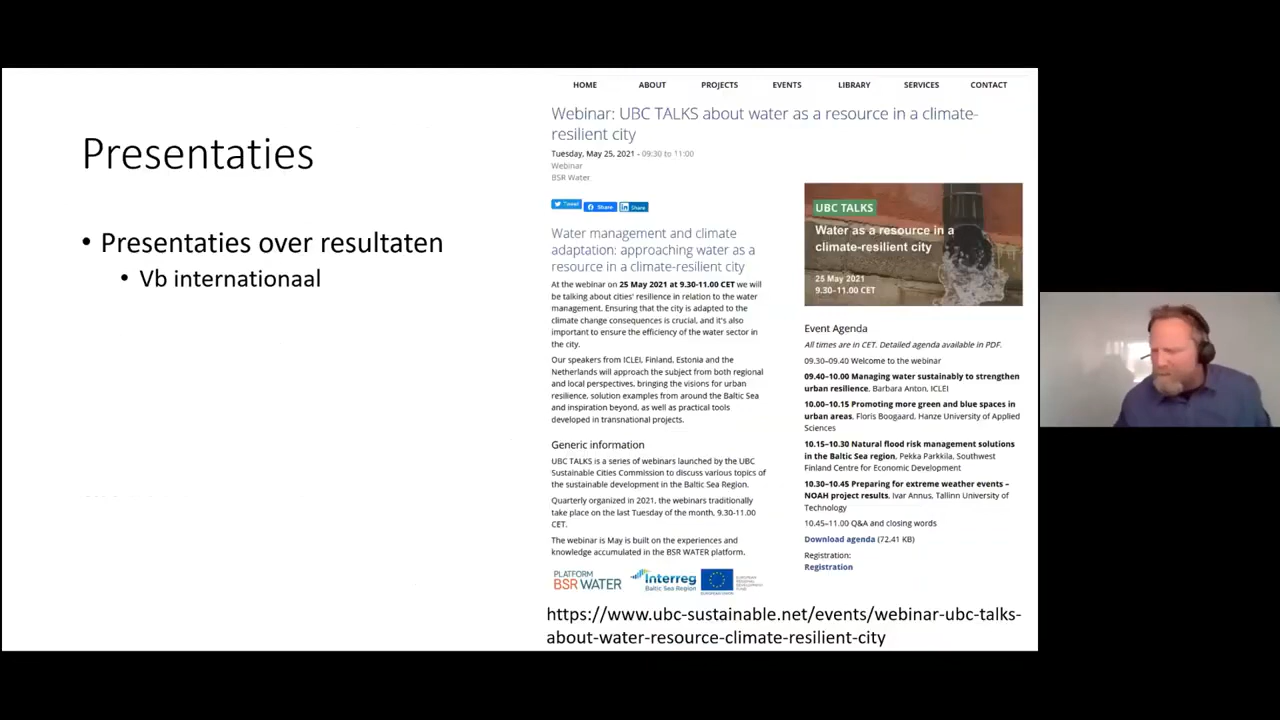 Presentaties
• Presentaties over resultaten
• Vb internationaal
HOME ABOUT PROJECTS EVENTS LIBRARY SERVICES CONTACT
Webinar: UBC TALKS about water as a resource in a climate-
resilient city
Tuesday, May 25, 2021 - 09:30 to 11:00
Webinar
BSR Water
Tweet Share Share
Water management and climate
adaptation: approaching water as a
resource in a climate-resilient city
At the webinar on 25 May 2021 at 9.30-11.00 CET we will
be talking about cities' resilience in relation to the water
management. Ensuring that the city is adapted to the
climate change consequences is crucial, and it's also
important to ensure the efficiency of the water sector in
the city.
Our speakers from ICLEI, Finland, Estonia and the
Netherlands will approach the subject from both regional
and local perspectives, bringing the visions for urban
resilience, solution examples from around the Baltic Sea
and inspiration beyond, as well as practical tools
developed in transnational projects.
Generic information
UBC TALKS is a series of webinars launched by the UBC
Sustainable Cities Commission to discuss various topics of
the sustainable development in the Baltic Sea Region.
Quarterly organized in 2021, the webinars traditionally
take place on the last Tuesday of the month, 9.30-11.00
CET.
The webinar is May is built on the experiences and
knowledge accumulated in the BSR WATER platform.
PLATFORM
BSR WATER
Interreg
Baltic Sea Region
EUROPEAN UNION
EUROPEAN
REGIONAL
DEVELOPMENT
FUND
UBC TALKS
Water as a resource in a
climate-resilient city
25 May 2021
9.30–11.00 CET
Event Agenda
All times are in CET. Detailed agenda available in PDF.
09.30–09.40 Welcome to the webinar
09.40–10.00 Managing water sustainably to strengthen
urban resilience, Barbara Anton, ICLEI
10.00–10.15 Promoting more green and blue spaces in
urban areas, Floris Boogaard, Hanze University of Applied
Sciences
10.15–10.30 Natural flood risk management solutions
in the Baltic Sea region, Pekka Parkkila, Southwest
Finland Centre for Economic Development
10.30–10.45 Preparing for extreme weather events –
NOAH project results, Ivar Annus, Tallinn University of
Technology
10.45–11.00 Q&A and closing words
Download agenda (72.41 KB)
Registration:
Registration
https://www.ubc-sustainable.net/events/webinar-ubc-talks-
about-water-resource-climate-resilient-city